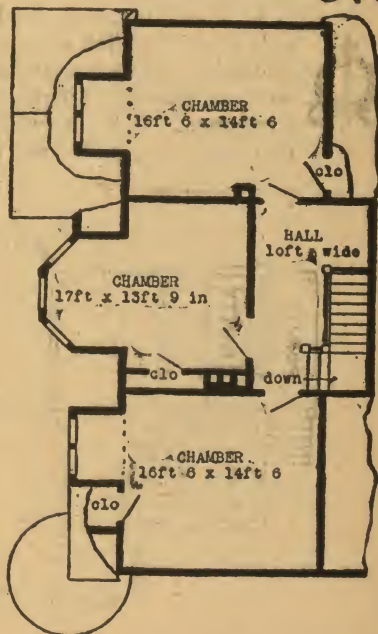 CHAMBER
16ft 6 x 14ft 6
clo
HALL
10ft wide
CHAMBER
17ft x 13ft 9 in
clo
down
CHAMBER
16ft 6 x 14ft 6
clo